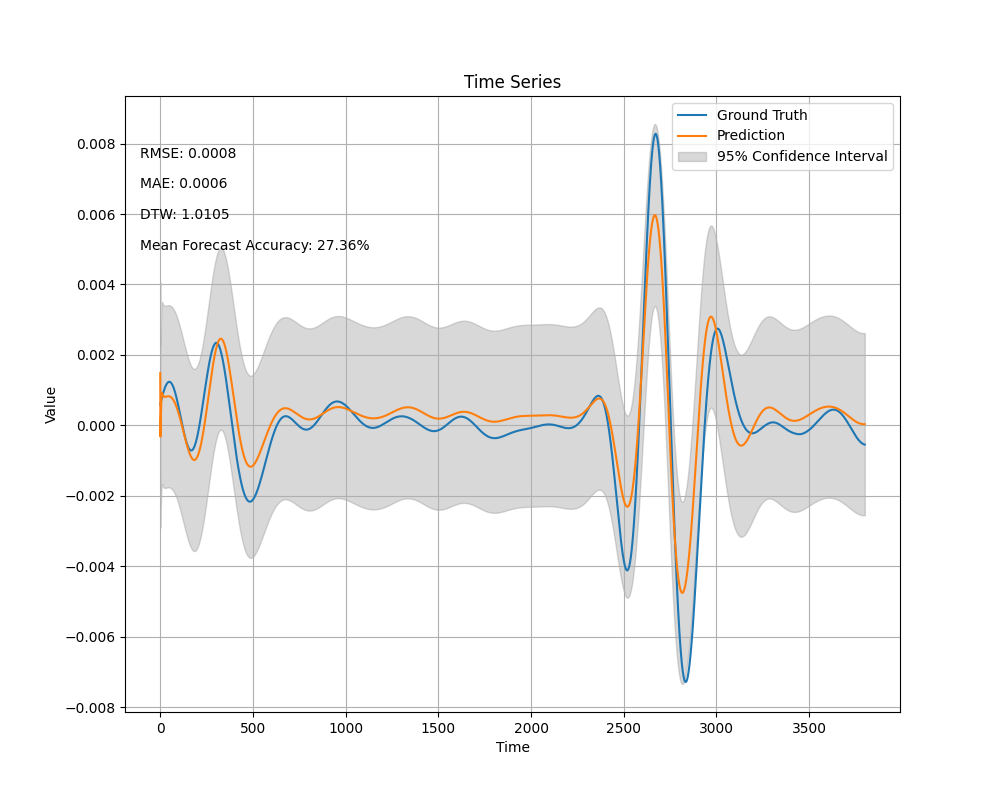 Time Series
Ground Truth
Prediction
95% Confidence Interval
RMSE: 0.0008
MAE: 0.0006
DTW: 1.0105
Mean Forecast Accuracy: 27.36%
Value
0.008
0.006
0.004
0.002
0.000
−0.002
−0.004
−0.006
−0.008
0 500 1000 1500 2000 2500 3000 3500
Time